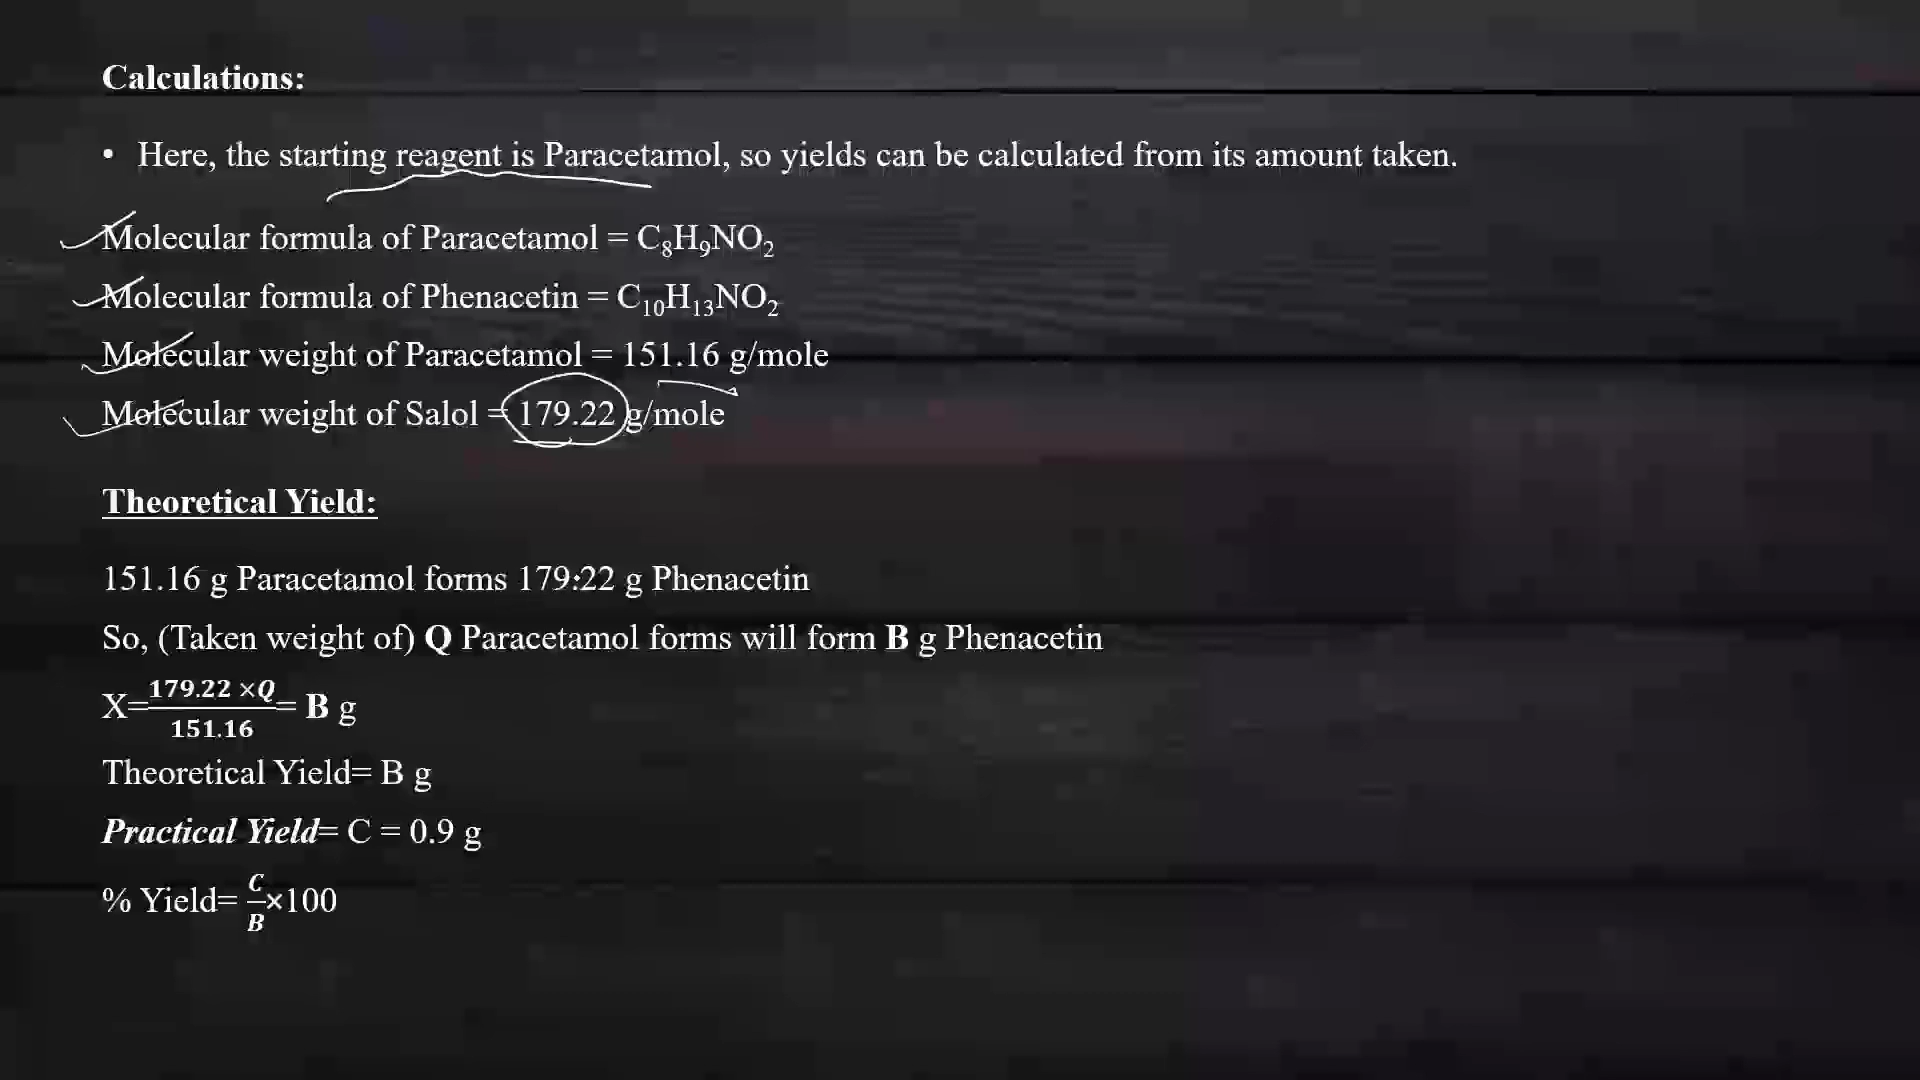 Calculations:
• Here, the starting reagent is Paracetamol, so yields can be calculated from its amount taken.
Molecular formula of Paracetamol = C₈H₉NO₂
Molecular formula of Phenacetin = C₁₀H₁₃NO₂
Molecular weight of Paracetamol = 151.16 g/mole
Molecular weight of Salol = 179.22 g/mole
Theoretical Yield:
151.16 g Paracetamol forms 179.22 g Phenacetin
So, (Taken weight of) Q Paracetamol forms will form B g Phenacetin
X= 179.22 ×Q / 151.16 = B g
Theoretical Yield= B g
Practical Yield= C = 0.9 g
% Yield= C/B ×100